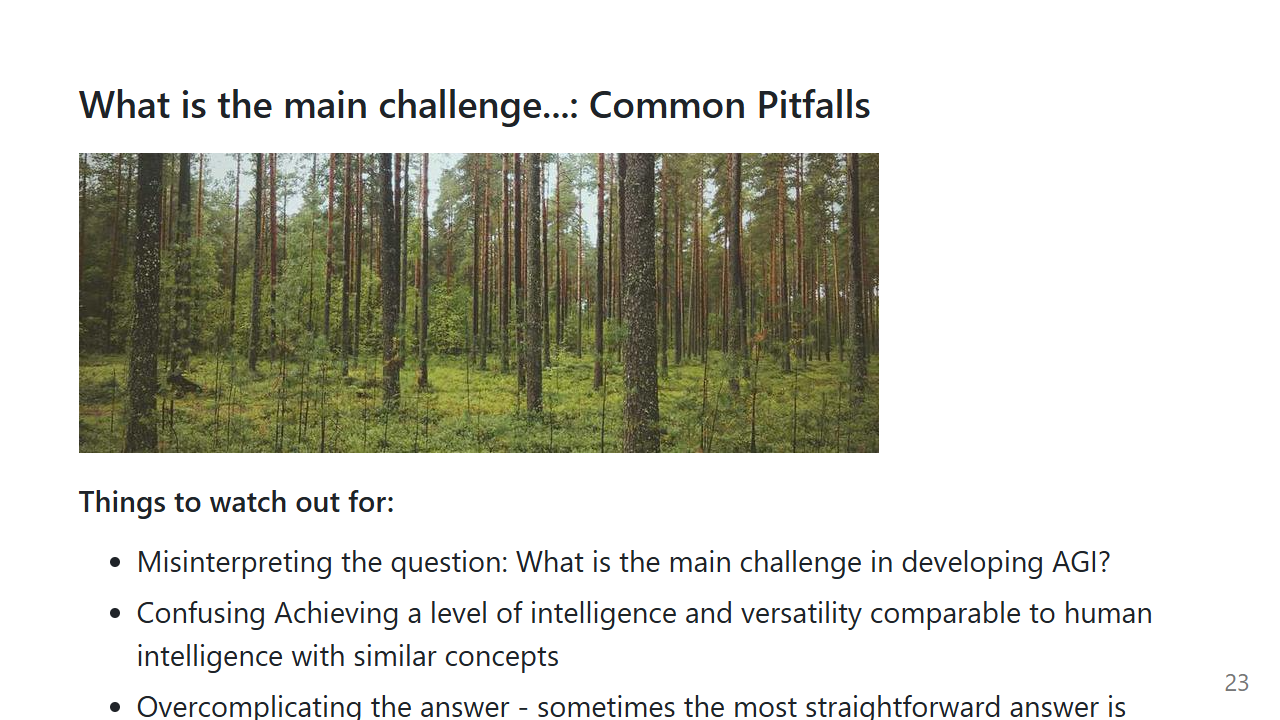 What is the main challenge...: Common Pitfalls
Things to watch out for:
Misinterpreting the question: What is the main challenge in developing AGI?
Confusing Achieving a level of intelligence and versatility comparable to human
intelligence with similar concepts
Overcomplicating the answer - sometimes the most straightforward answer is
23